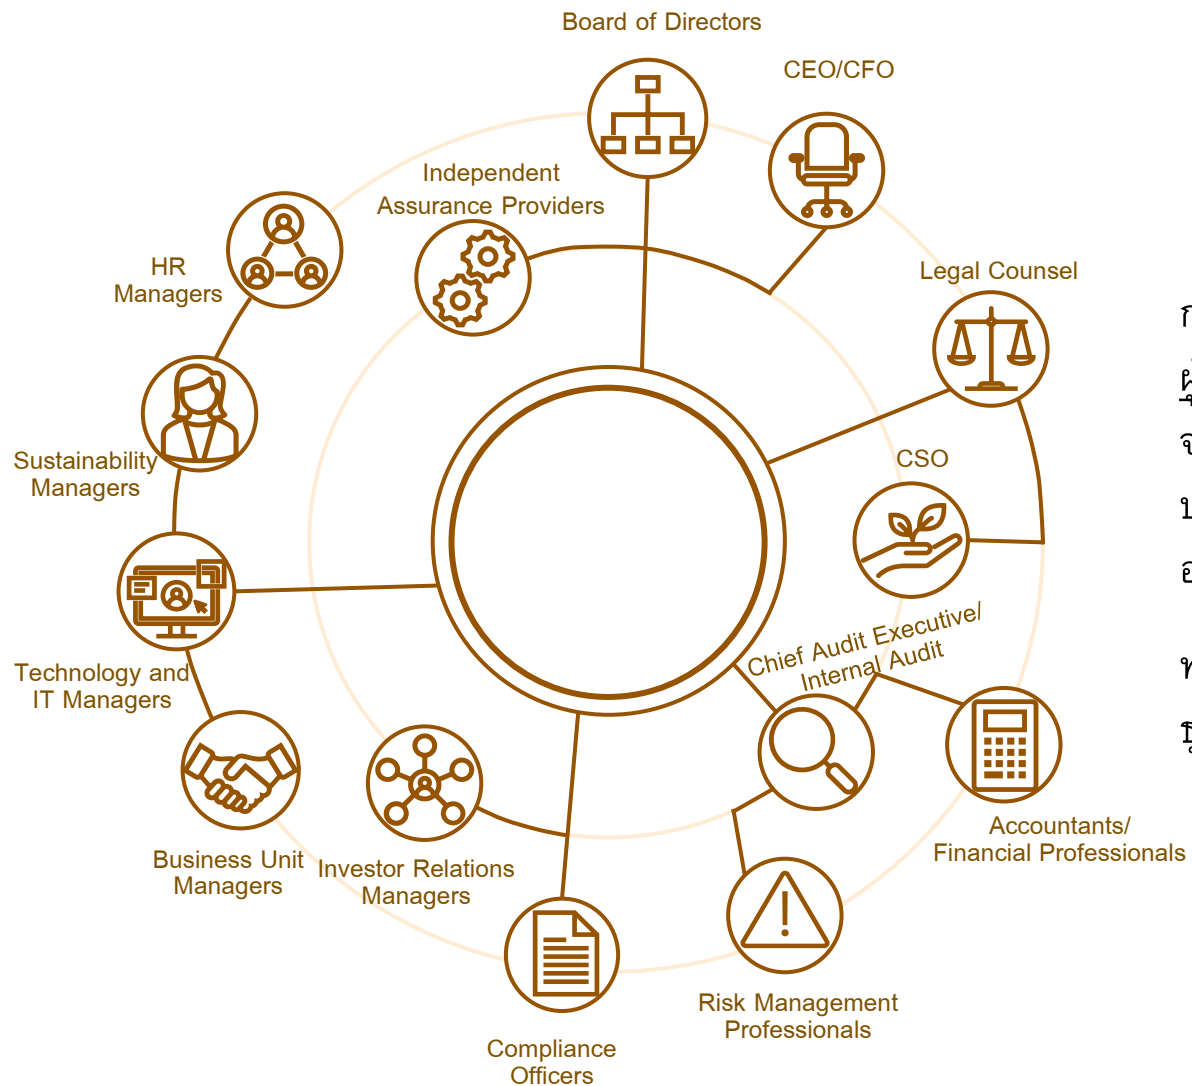 Board of Directors
CEO/CFO
Independent
Assurance Providers
HR
Managers
Legal Counsel
Sustainability
Managers
CSO
Chief Audit Executive/
Internal Audit
Technology and
IT Managers
Accountants/
Financial Professionals
Business Unit
Managers
Investor Relations
Managers
Risk Management
Professionals
Compliance
Officers